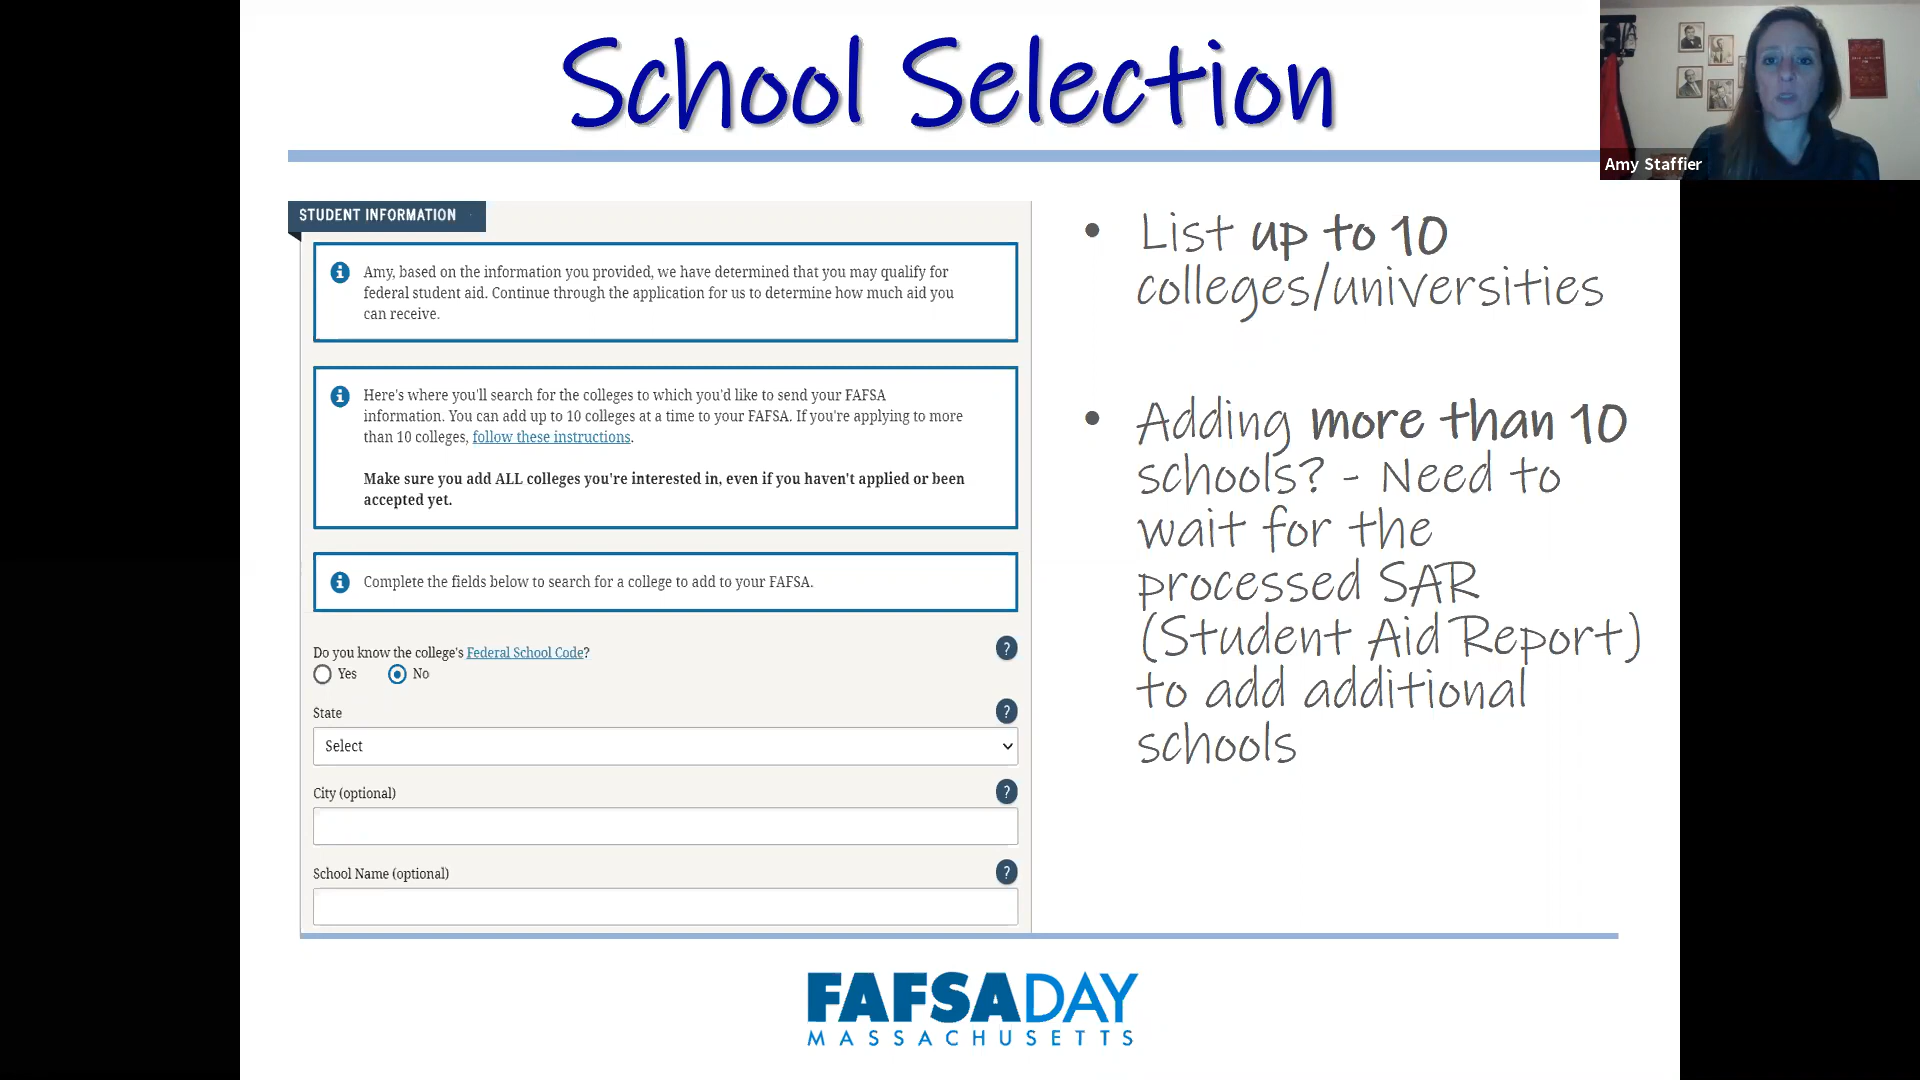 School Selection
Amy Staffier
STUDENT INFORMATION
Amy, based on the information you provided, we have determined that you may qualify for
federal student aid. Continue through the application for us to determine how much aid you
can receive.
Here's where you'll search for the colleges to which you'd like to send your FAFSA
information. You can add up to 10 colleges at a time to your FAFSA. If you're applying to more
than 10 colleges, follow these instructions.
Make sure you add ALL colleges you're interested in, even if you haven't applied or been
accepted yet.
Complete the fields below to search for a college to add to your FAFSA.
Do you know the college's Federal School Code?
Yes No
State
Select
City (optional)
School Name (optional)
• List up to 10
colleges/universities
• Adding more than 10
schools? - Need to
wait for the
processed SAR
(Student Aid Report)
to add additional
schools
FAFSADAY
MASSACHUSETTS